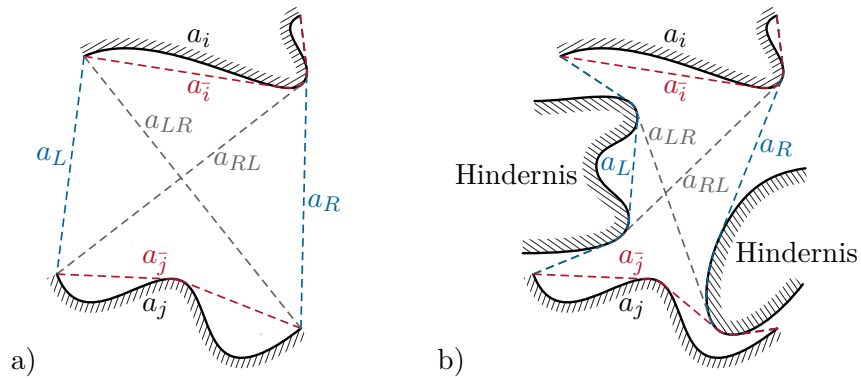 a_i
a_ī
a_LR
a_L
a_RL
a_R
a_j̄
a_j
a)
a_i
a_ī
a_LR
a_R
a_L
Hindernis
a_RL
Hindernis
a_j̄
a_j
b)